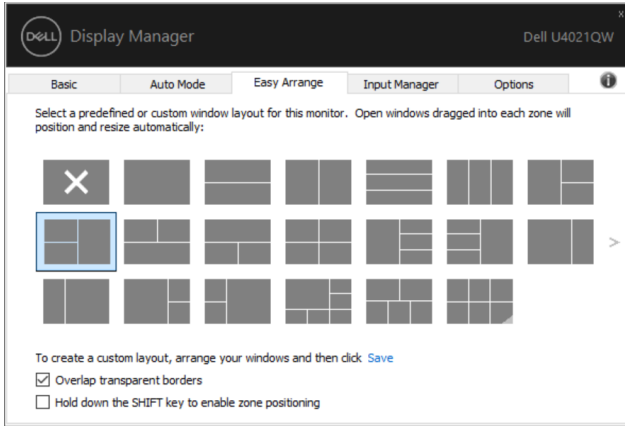 x
DELL Display Manager Dell U4021QW
Basic Auto Mode Easy Arrange Input Manager Options
Select a predefined or custom window layout for this monitor. Open windows dragged into each zone will
position and resize automatically:
To create a custom layout, arrange your windows and then click Save
Overlap transparent borders
Hold down the SHIFT key to enable zone positioning